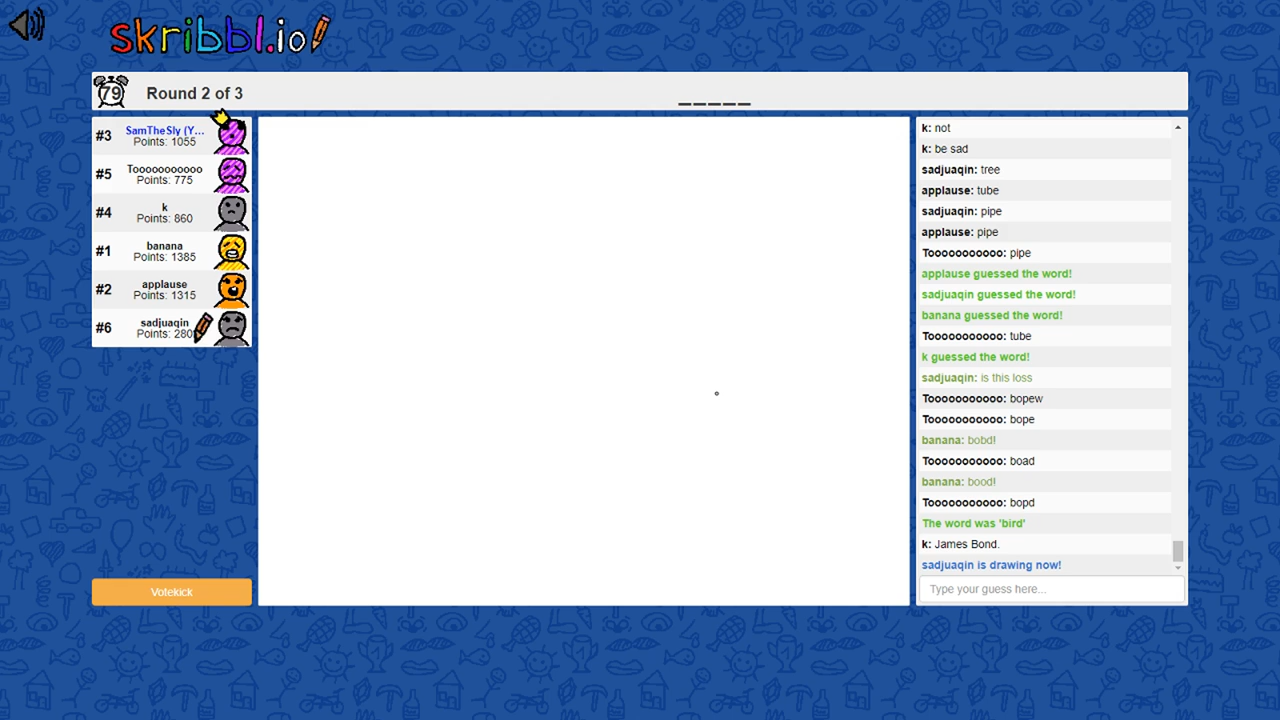 skribbl.io
79
Round 2 of 3
_____
#3
SamTheSly (Y...
Points: 1055
#5
Tooooooooooo
Points: 775
#4
k
Points: 860
#1
banana
Points: 1385
#2
applause
Points: 1315
#6
sadjuaqin
Points: 280
Votekick
k: not
k: be sad
sadjuaqin: tree
applause: tube
sadjuaqin: pipe
applause: pipe
Tooooooooooo: pipe
applause guessed the word!
sadjuaqin guessed the word!
banana guessed the word!
Tooooooooooo: tube
k guessed the word!
sadjuaqin: is this loss
Tooooooooooo: bopew
Tooooooooooo: bope
banana: bobd!
Tooooooooooo: boad
banana: bood!
Tooooooooooo: bopd
The word was 'bird'
k: James Bond.
sadjuaqin is drawing now!
Type your guess here...